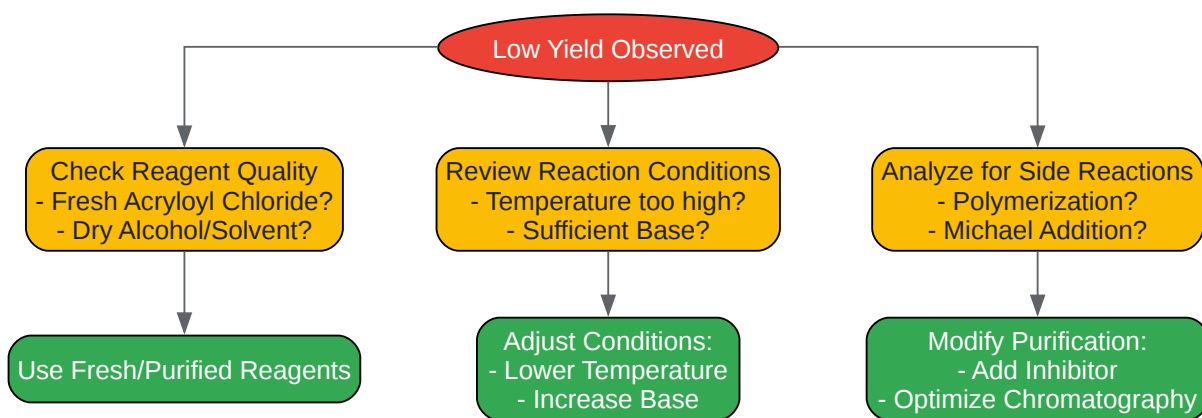 Low Yield Observed
Check Reagent Quality
- Fresh Acryloyl Chloride?
- Dry Alcohol/Solvent?
Review Reaction Conditions
- Temperature too high?
- Sufficient Base?
Analyze for Side Reactions
- Polymerization?
- Michael Addition?
Use Fresh/Purified Reagents
Adjust Conditions:
- Lower Temperature
- Increase Base
Modify Purification:
- Add Inhibitor
- Optimize Chromatography